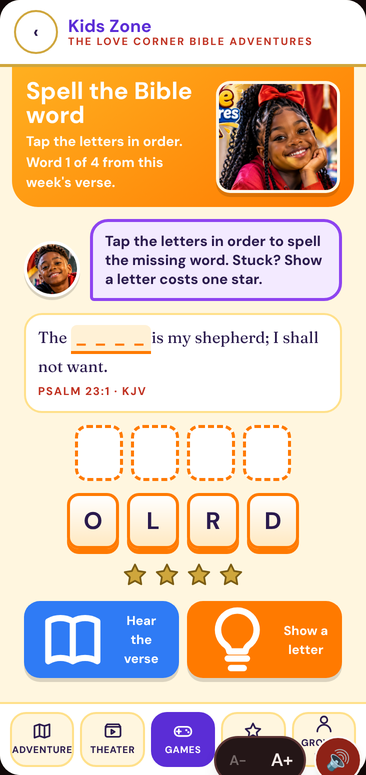 ‹
Kids Zone
THE LOVE CORNER BIBLE ADVENTURES
Spell the Bible
word
Tap the letters in order.
Word 1 of 4 from this
week's verse.
Tap the letters in order to spell
the missing word. Stuck? Show
a letter costs one star.
The _ _ _ _ is my shepherd; I shall
not want.
PSALM 23:1 · KJV
O L R D
Hear
the
verse
Show a
letter
ADVENTURE THEATER GAMES
A- A+